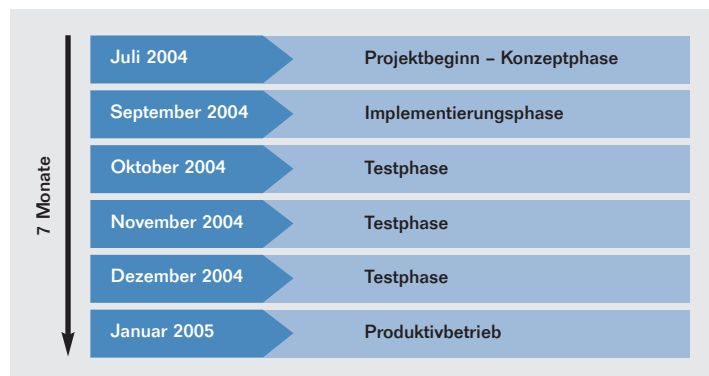 7 Monate
Juli 2004 Projektbeginn – Konzeptphase
September 2004 Implementierungsphase
Oktober 2004 Testphase
November 2004 Testphase
Dezember 2004 Testphase
Januar 2005 Produktivbetrieb